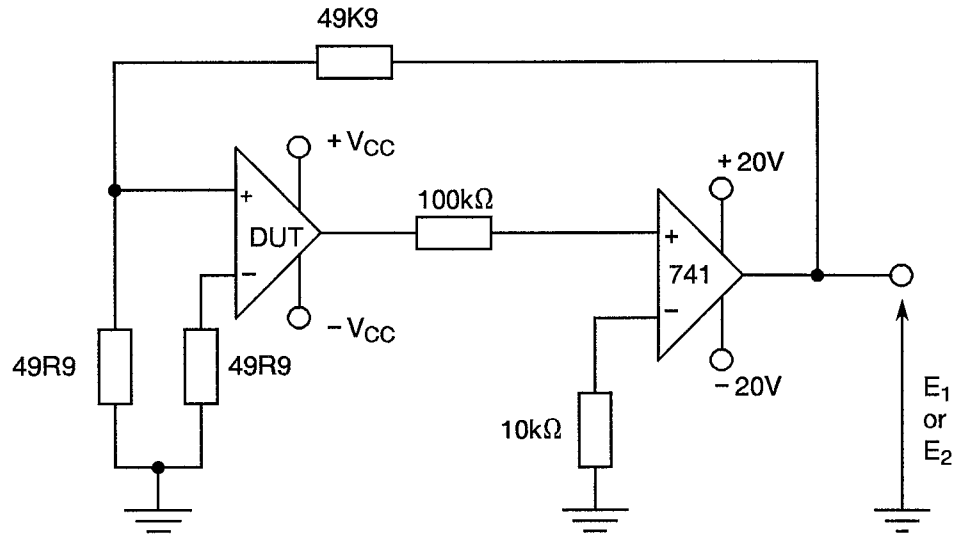 49K9
+ VCC
+ 20V
100kΩ
+
DUT
−
+
741
−
− VCC
49R9
49R9
− 20V
10kΩ
E1
or
E2